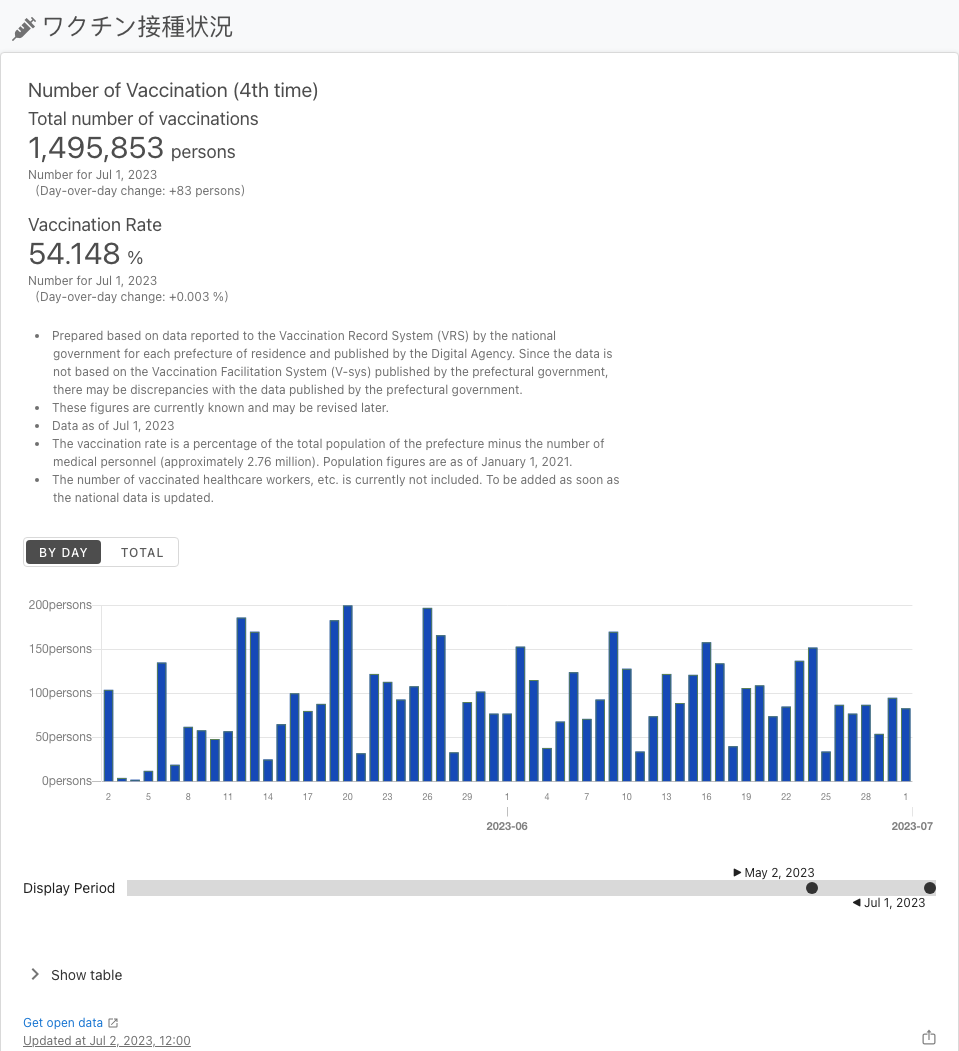 ワクチン接種状況
Number of Vaccination (4th time)
Total number of vaccinations
1,495,853 persons
Number for Jul 1, 2023
(Day-over-day change: +83 persons)
Vaccination Rate
54.148 %
Number for Jul 1, 2023
(Day-over-day change: +0.003 %)
• Prepared based on data reported to the Vaccination Record System (VRS) by the national
government for each prefecture of residence and published by the Digital Agency. Since the data is
not based on the Vaccination Facilitation System (V-sys) published by the prefectural government,
there may be discrepancies with the data published by the prefectural government.
• These figures are currently known and may be revised later.
• Data as of Jul 1, 2023
• The vaccination rate is a percentage of the total population of the prefecture minus the number of
medical personnel (approximately 2.76 million). Population figures are as of January 1, 2021.
• The number of vaccinated healthcare workers, etc. is currently not included. To be added as soon as
the national data is updated.
BY DAY TOTAL
200persons
150persons
100persons
50persons
0persons
2 5 8 11 14 17 20 23 26 29 1 4 7 10 13 16 19 22 25 28 1
2023-06 2023-07
May 2, 2023
Display Period
Jul 1, 2023
Show table
Get open data
Updated at Jul 2, 2023, 12:00